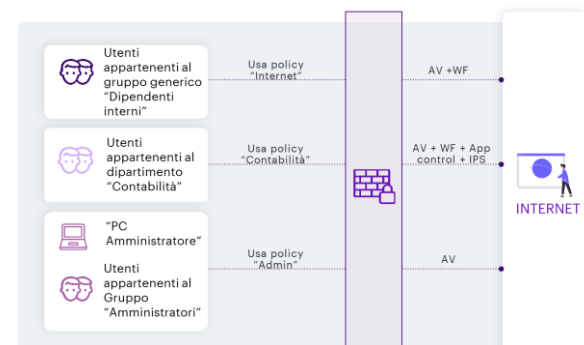 Utenti
appartenenti al
gruppo generico
“Dipendenti
interni”
Usa policy
“Internet”
AV +WF
Utenti
appartenenti al
dipartimento
“Contabilità”
Usa policy
“Contabilità”
AV + WF + App
control + IPS
INTERNET
“PC
Amministratore”
Utenti
appartenenti al
Gruppo
“Amministratori”
Usa policy
“Admin”
AV